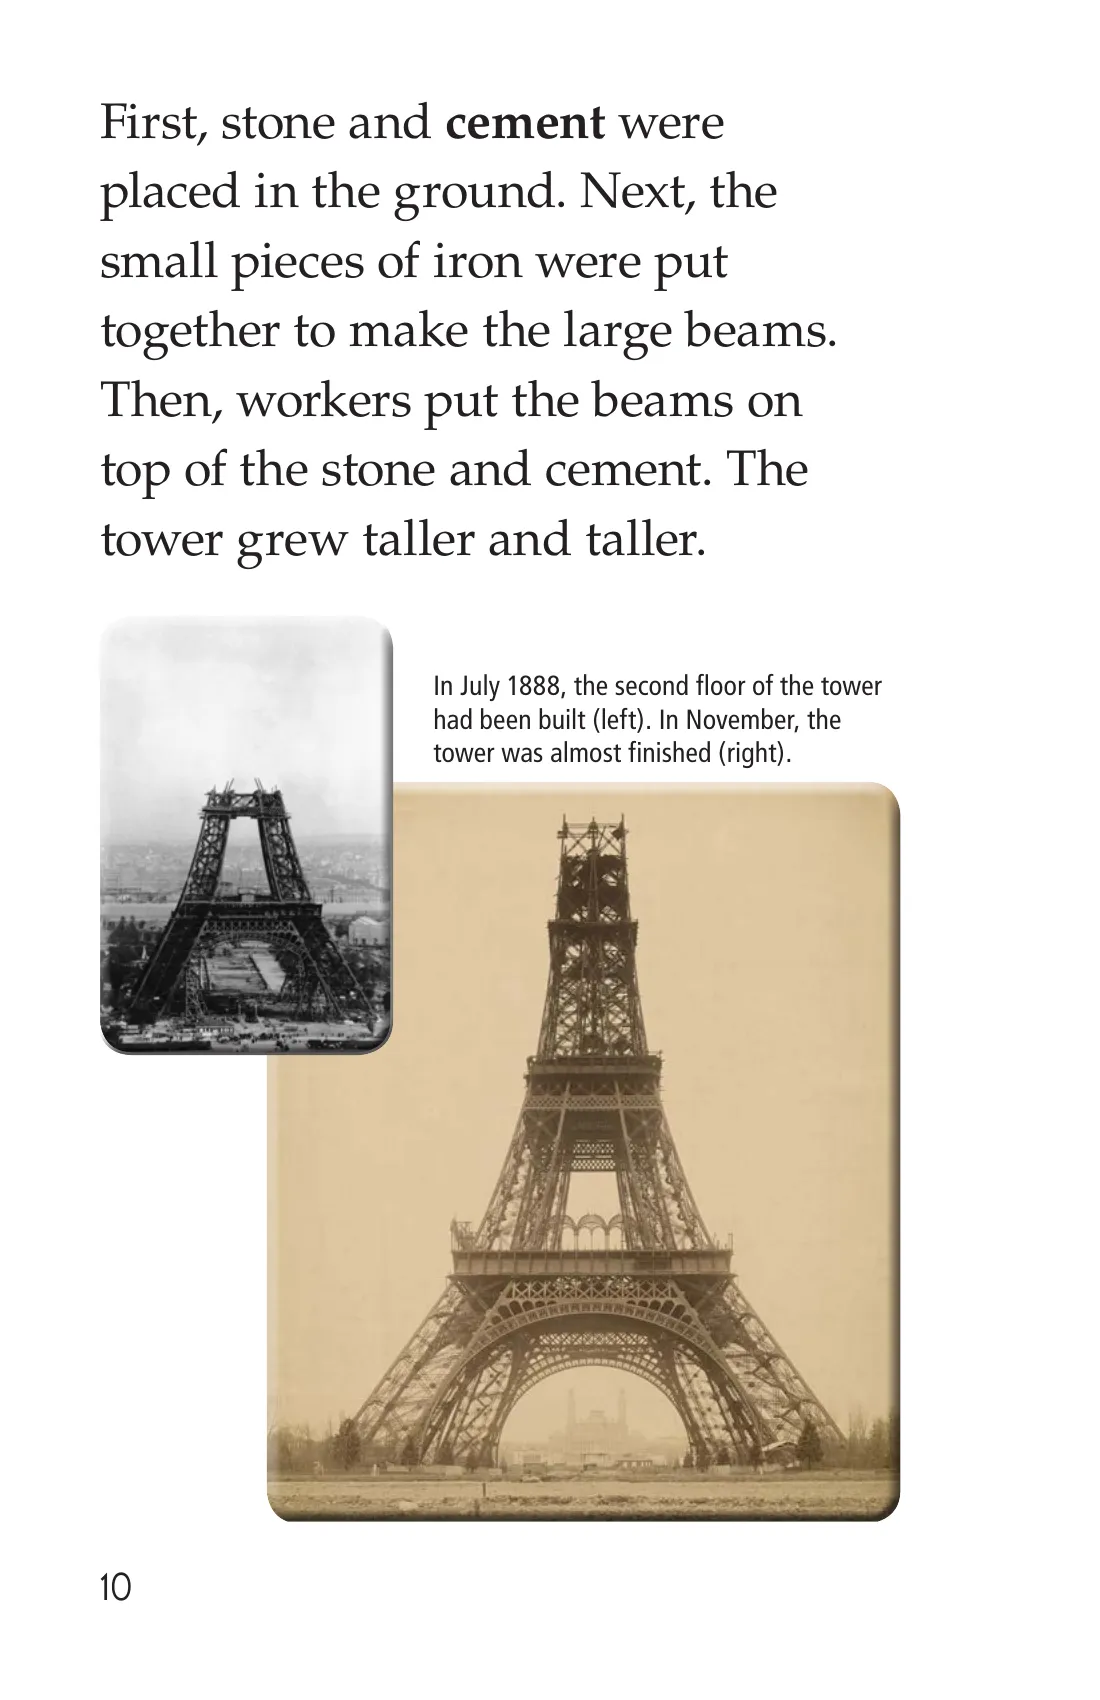 First, stone and cement were
placed in the ground. Next, the
small pieces of iron were put
together to make the large beams.
Then, workers put the beams on
top of the stone and cement. The
tower grew taller and taller.
In July 1888, the second floor of the tower
had been built (left). In November, the
tower was almost finished (right).
10